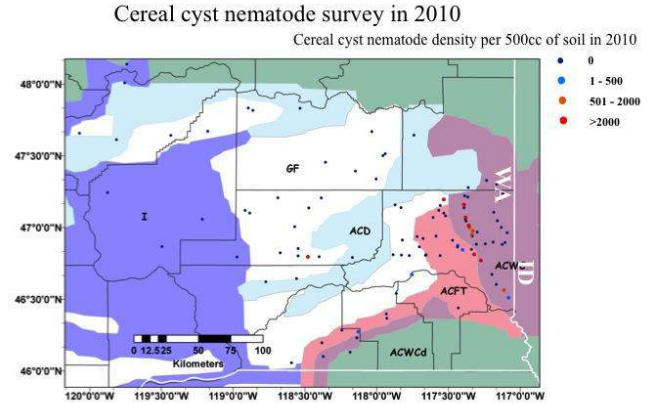 Cereal cyst nematode survey in 2010
Cereal cyst nematode density per 500cc of soil in 2010
0
1 - 500
501 - 2000
>2000
48°0'0"N
47°30'0"N
47°0'0"N
46°30'0"N
46°0'0"N
GF
WA
I
ACD
ID
ACFT
ACWCd
0 12.5 25 50 75 100
Kilometers
120°0'0"W 119°30'0"W 119°0'0"W 118°30'0"W 118°0'0"W 117°30'0"W 117°0'0"W